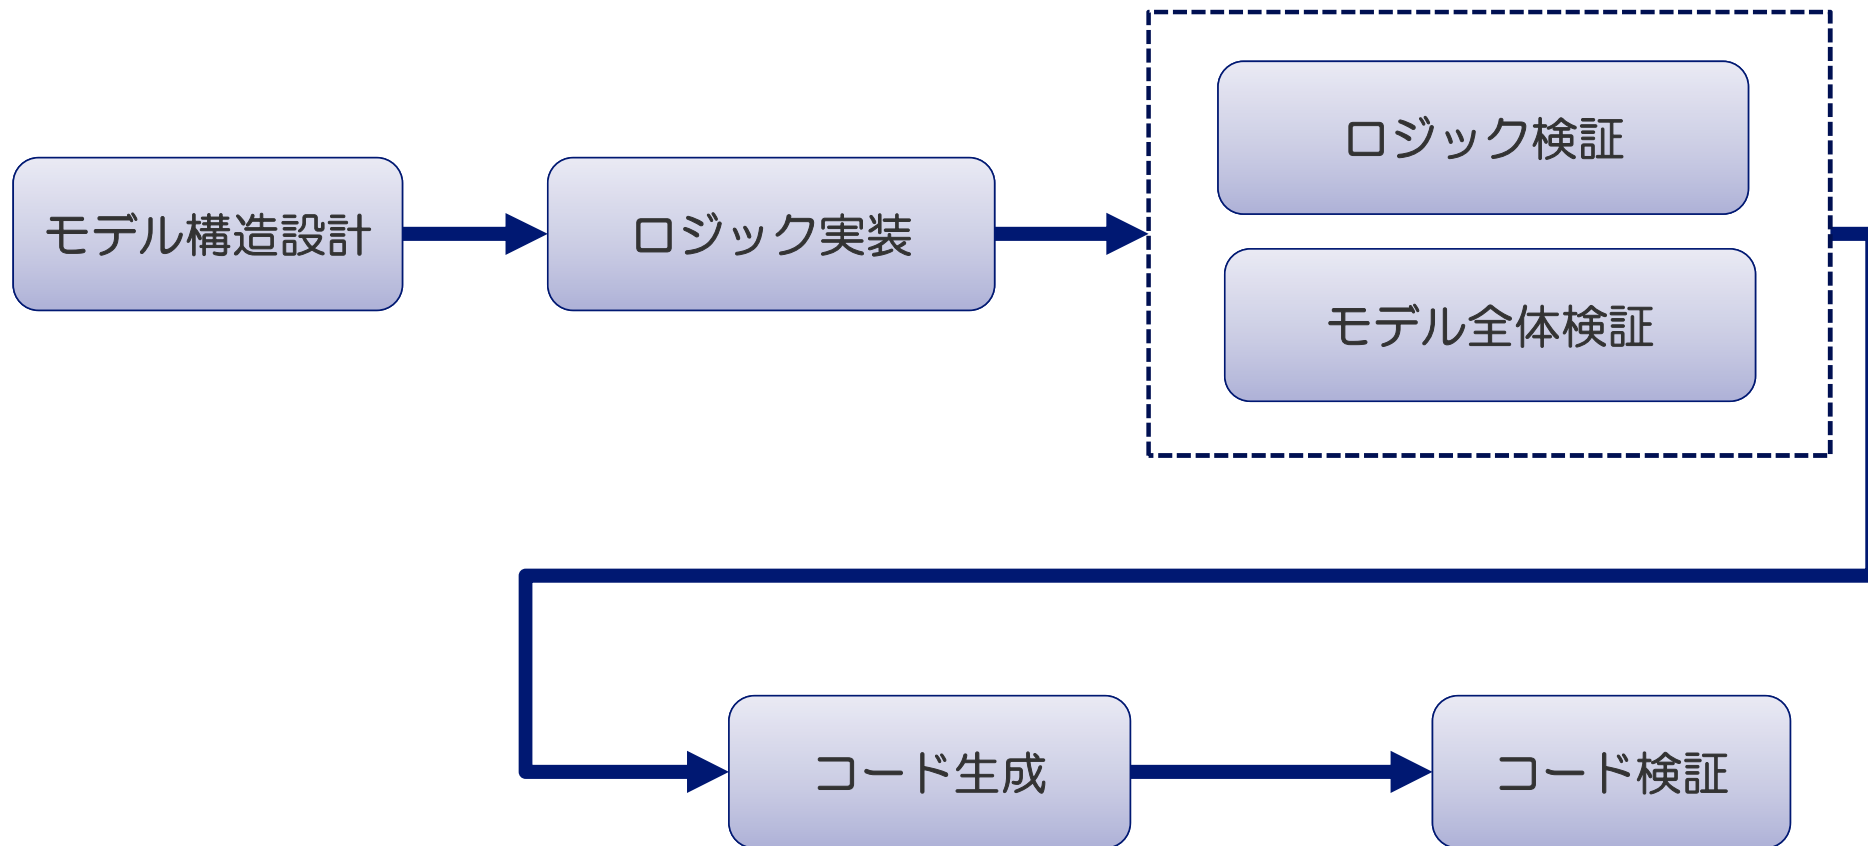 モデル構造設計
ロジック実装
ロジック検証
モデル全体検証
コード生成
コード検証